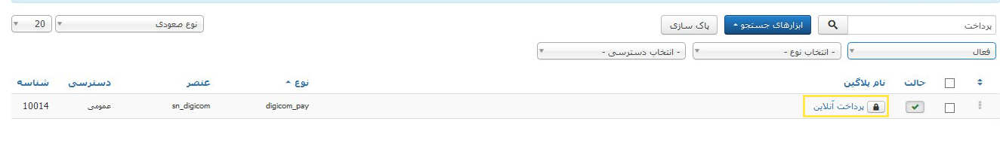 پرداخت ابزارهای جستجو پاک سازی نوع صعودی 20
فعال - انتخاب نوع - - انتخاب دسترسی -
حالت نام پلاگین نوع عنصر دسترسی شناسه
پرداخت آنلاین digicom_pay sn_digicom عمومی 10014